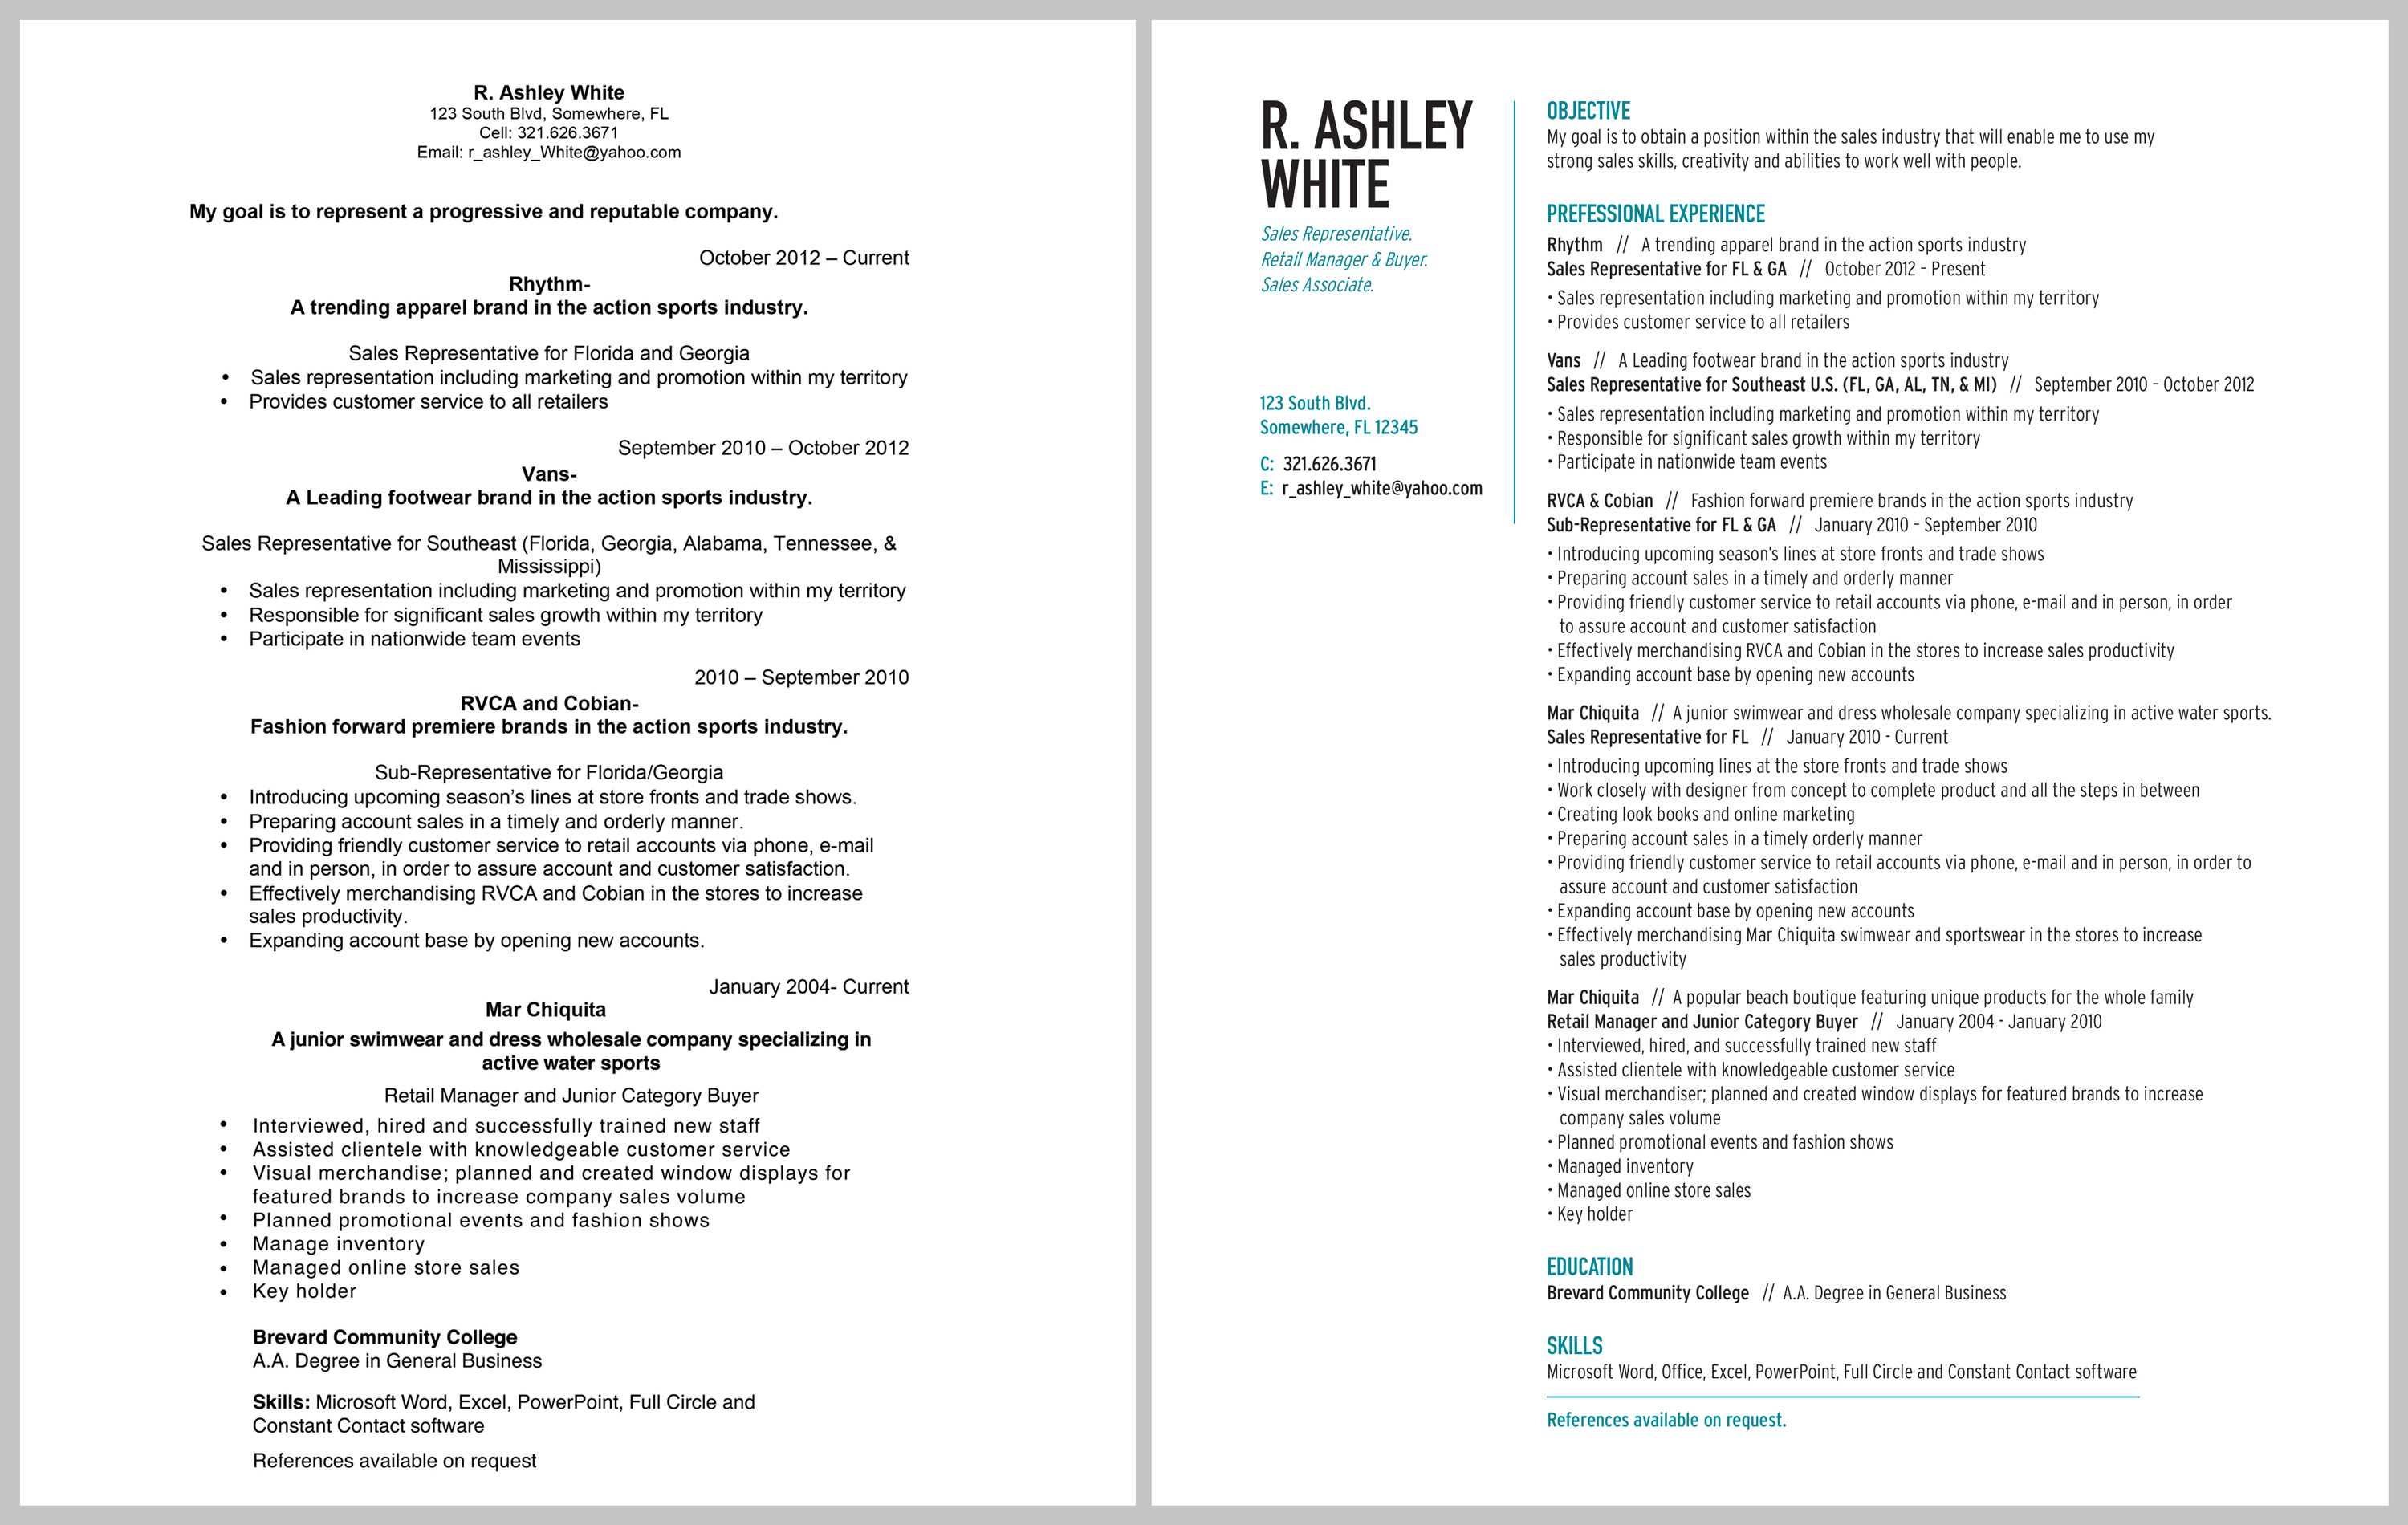 R. Ashley White
123 South Blvd, Somewhere, FL
Cell: 321.626.3671
Email: r_ashley_White@yahoo.com
My goal is to represent a progressive and reputable company.
October 2012 – Current
Rhythm-
A trending apparel brand in the action sports industry.
Sales Representative for Florida and Georgia
• Sales representation including marketing and promotion within my territory
• Provides customer service to all retailers
September 2010 – October 2012
Vans-
A Leading footwear brand in the action sports industry.
Sales Representative for Southeast (Florida, Georgia, Alabama, Tennessee, &
Mississippi)
• Sales representation including marketing and promotion within my territory
• Responsible for significant sales growth within my territory
• Participate in nationwide team events
2010 – September 2010
RVCA and Cobian-
Fashion forward premiere brands in the action sports industry.
Sub-Representative for Florida/Georgia
• Introducing upcoming season’s lines at store fronts and trade shows.
• Preparing account sales in a timely and orderly manner.
• Providing friendly customer service to retail accounts via phone, e-mail
and in person, in order to assure account and customer satisfaction.
• Effectively merchandising RVCA and Cobian in the stores to increase
sales productivity.
• Expanding account base by opening new accounts.
January 2004- Current
Mar Chiquita
A junior swimwear and dress wholesale company specializing in
active water sports
Retail Manager and Junior Category Buyer
• Interviewed, hired and successfully trained new staff
• Assisted clientele with knowledgeable customer service
• Visual merchandise; planned and created window displays for
featured brands to increase company sales volume
• Planned promotional events and fashion shows
• Manage inventory
• Managed online store sales
• Key holder
Brevard Community College
A.A. Degree in General Business
Skills: Microsoft Word, Excel, PowerPoint, Full Circle and
Constant Contact software
References available on request
R. ASHLEY
WHITE
Sales Representative.
Retail Manager & Buyer.
Sales Associate.
123 South Blvd.
Somewhere, FL 12345
C: 321.626.3671
E: r_ashley_white@yahoo.com
OBJECTIVE
My goal is to obtain a position within the sales industry that will enable me to use my
strong sales skills, creativity and abilities to work well with people.
PREFESSIONAL EXPERIENCE
Rhythm // A trending apparel brand in the action sports industry
Sales Representative for FL & GA // October 2012 - Present
• Sales representation including marketing and promotion within my territory
• Provides customer service to all retailers
Vans // A Leading footwear brand in the action sports industry
Sales Representative for Southeast U.S. (FL, GA, AL, TN, & MI) // September 2010 - October 2012
• Sales representation including marketing and promotion within my territory
• Responsible for significant sales growth within my territory
• Participate in nationwide team events
RVCA & Cobian // Fashion forward premiere brands in the action sports industry
Sub-Representative for FL & GA // January 2010 - September 2010
• Introducing upcoming season’s lines at store fronts and trade shows
• Preparing account sales in a timely and orderly manner
• Providing friendly customer service to retail accounts via phone, e-mail and in person, in order
to assure account and customer satisfaction
• Effectively merchandising RVCA and Cobian in the stores to increase sales productivity
• Expanding account base by opening new accounts
Mar Chiquita // A junior swimwear and dress wholesale company specializing in active water sports.
Sales Representative for FL // January 2010 - Current
• Introducing upcoming lines at the store fronts and trade shows
• Work closely with designer from concept to complete product and all the steps in between
• Creating look books and online marketing
• Preparing account sales in a timely orderly manner
• Providing friendly customer service to retail accounts via phone, e-mail and in person, in order to
assure account and customer satisfaction
• Expanding account base by opening new accounts
• Effectively merchandising Mar Chiquita swimwear and sportswear in the stores to increase
sales productivity
Mar Chiquita // A popular beach boutique featuring unique products for the whole family
Retail Manager and Junior Category Buyer // January 2004 - January 2010
• Interviewed, hired, and successfully trained new staff
• Assisted clientele with knowledgeable customer service
• Visual merchandiser; planned and created window displays for featured brands to increase
company sales volume
• Planned promotional events and fashion shows
• Managed inventory
• Managed online store sales
• Key holder
EDUCATION
Brevard Community College // A.A. Degree in General Business
SKILLS
Microsoft Word, Office, Excel, PowerPoint, Full Circle and Constant Contact software
References available on request.